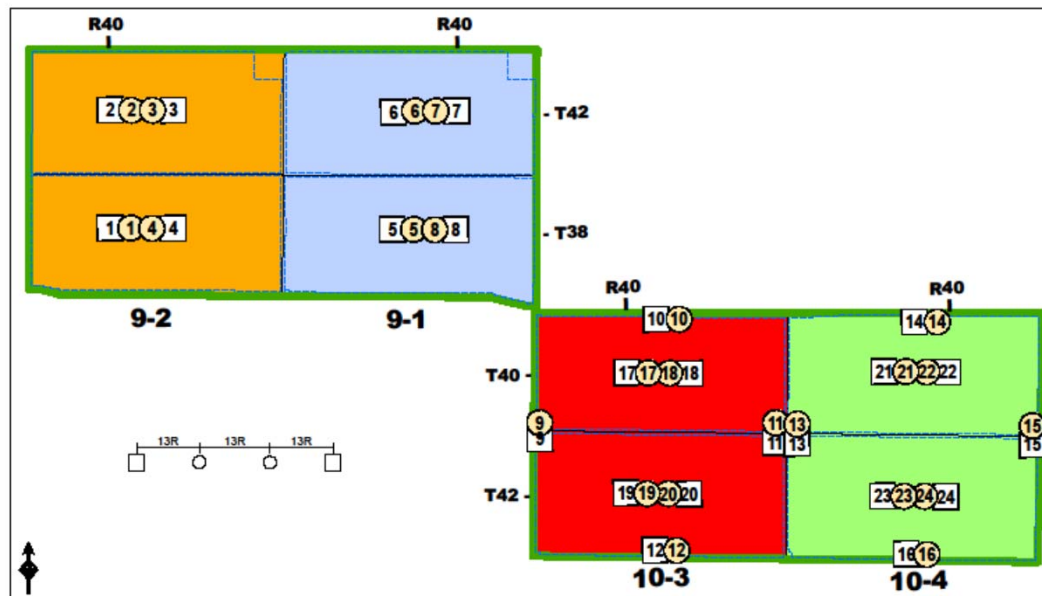 R40 R40
2 2 3 3 6 6 7 7 - T42
1 1 4 4 5 5 8 8 - T38
9-2 9-1
R40 R40
10 10 14 14
T40 - 17 17 18 18 21 21 22 22
9 11 13 15
9 11 13 15
13R 13R 13R
T42 - 19 19 20 20 23 23 24 24
12 12 16 16
10-3 10-4